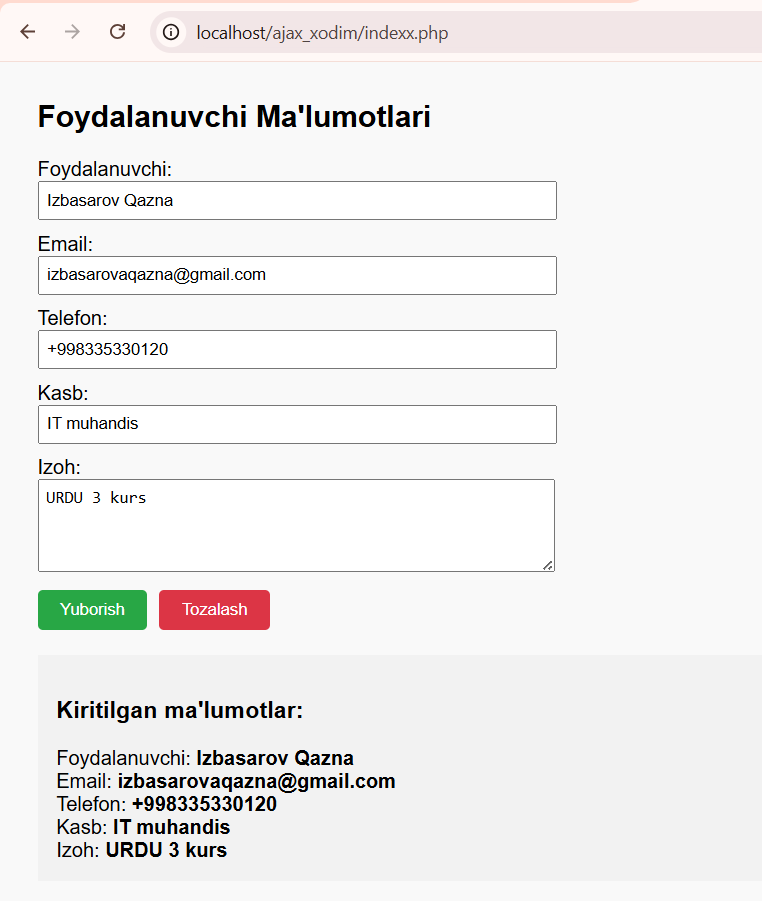 localhost/ajax_xodim/indexx.php
Foydalanuvchi Ma'lumotlari
Foydalanuvchi:
Izbasarov Qazna
Email:
izbasarovaqazna@gmail.com
Telefon:
+998335330120
Kasb:
IT muhandis
Izoh:
URDU 3 kurs
Yuborish Tozalash
Kiritilgan ma'lumotlar:
Foydalanuvchi: Izbasarov Qazna
Email: izbasarovaqazna@gmail.com
Telefon: +998335330120
Kasb: IT muhandis
Izoh: URDU 3 kurs